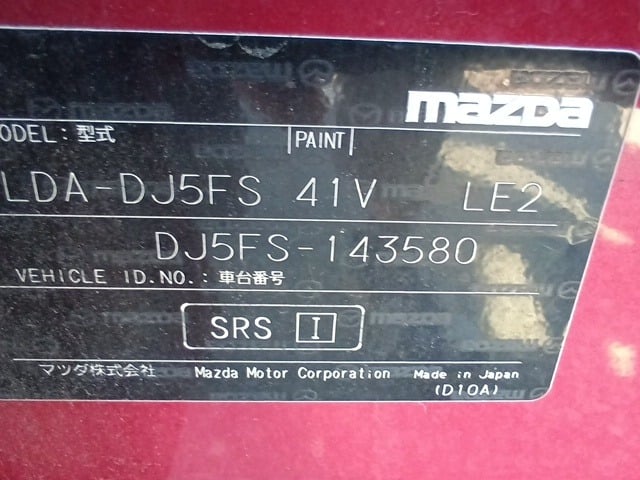 mazda
ODEL: 型式 PAINT
LDA-DJ5FS 41V LE2
DJ5FS-143580
VEHICLE ID.NO.: 車台番号
SRS I
マツダ株式会社 Mazda Motor Corporation Made in Japan
(D10A)